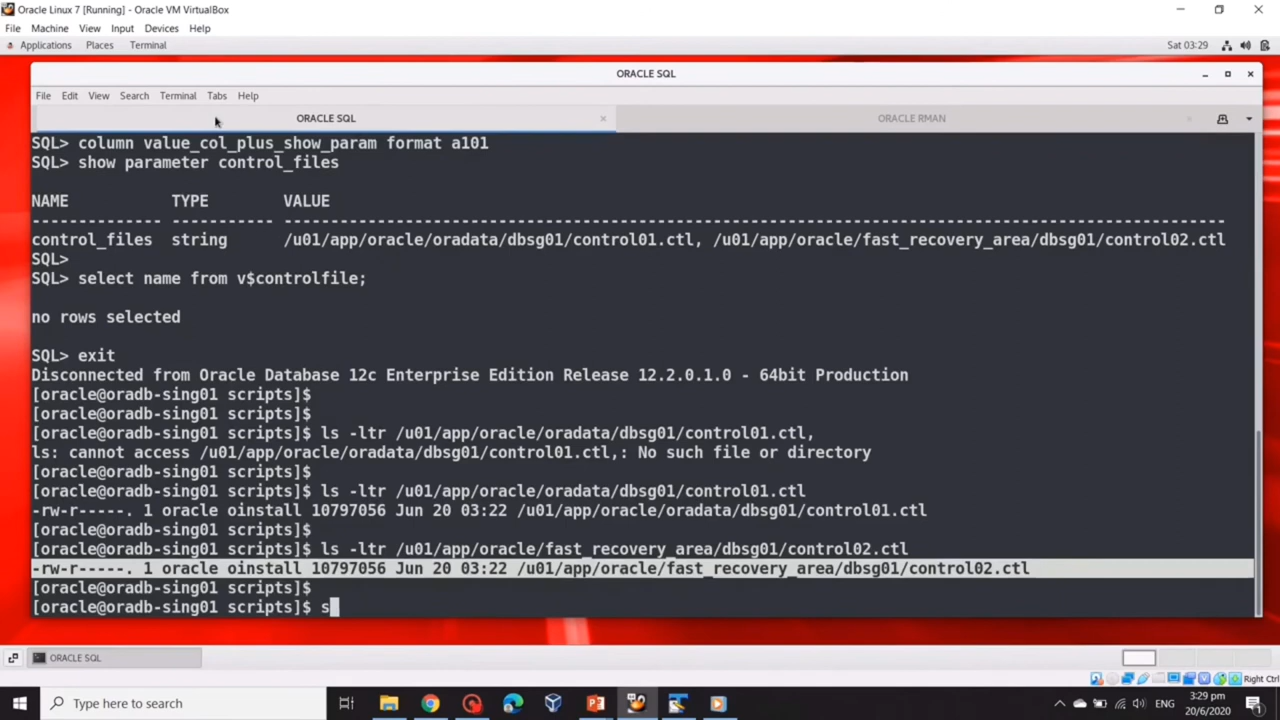 Oracle Linux 7 [Running] - Oracle VM VirtualBox
File Machine View Input Devices Help
Applications Places Terminal Sat 03:29
ORACLE SQL
File Edit View Search Terminal Tabs Help
ORACLE SQL × ORACLE RMAN ×
SQL> column value_col_plus_show_param format a101
SQL> show parameter control_files
NAME TYPE VALUE
-------------- ----------- ----------------------------------------------------------------------------------------------------
control_files string /u01/app/oracle/oradata/dbsg01/control01.ctl, /u01/app/oracle/fast_recovery_area/dbsg01/control02.ctl
SQL>
SQL> select name from v$controlfile;
no rows selected
SQL> exit
Disconnected from Oracle Database 12c Enterprise Edition Release 12.2.0.1.0 - 64bit Production
[oracle@oradb-sing01 scripts]$
[oracle@oradb-sing01 scripts]$
[oracle@oradb-sing01 scripts]$ ls -ltr /u01/app/oracle/oradata/dbsg01/control01.ctl,
ls: cannot access /u01/app/oracle/oradata/dbsg01/control01.ctl,: No such file or directory
[oracle@oradb-sing01 scripts]$
[oracle@oradb-sing01 scripts]$ ls -ltr /u01/app/oracle/oradata/dbsg01/control01.ctl
-rw-r-----. 1 oracle oinstall 10797056 Jun 20 03:22 /u01/app/oracle/oradata/dbsg01/control01.ctl
[oracle@oradb-sing01 scripts]$
[oracle@oradb-sing01 scripts]$ ls -ltr /u01/app/oracle/fast_recovery_area/dbsg01/control02.ctl
-rw-r-----. 1 oracle oinstall 10797056 Jun 20 03:22 /u01/app/oracle/fast_recovery_area/dbsg01/control02.ctl
[oracle@oradb-sing01 scripts]$
[oracle@oradb-sing01 scripts]$ s
ORACLE SQL
Right Ctrl
Type here to search
ENG
3:29 pm
20/6/2020